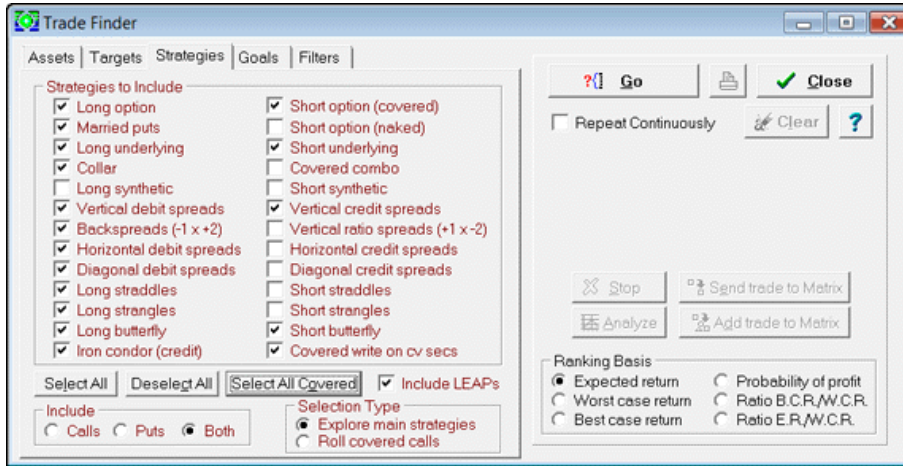 Trade Finder
Assets Targets Strategies Goals Filters
Strategies to Include
Long option
Married puts
Long underlying
Collar
Long synthetic
Vertical debit spreads
Backspreads (-1 x +2)
Horizontal debit spreads
Diagonal debit spreads
Long straddles
Long strangles
Long butterfly
Iron condor (credit)
Short option (covered)
Short option (naked)
Short underlying
Covered combo
Short synthetic
Vertical credit spreads
Vertical ratio spreads (+1 x -2)
Horizontal credit spreads
Diagonal credit spreads
Short straddles
Short strangles
Short butterfly
Covered write on cv secs
Select All Deselect All Select All Covered Include LEAPs
Include
Calls Puts Both
Selection Type
Explore main strategies
Roll covered calls
?{] Go Close
Repeat Continuously Clear ?
Stop Send trade to Matrix
Analyze Add trade to Matrix
Ranking Basis
Expected return
Worst case return
Best case return
Probability of profit
Ratio B.C.R./W.C.R.
Ratio E.R./W.C.R.